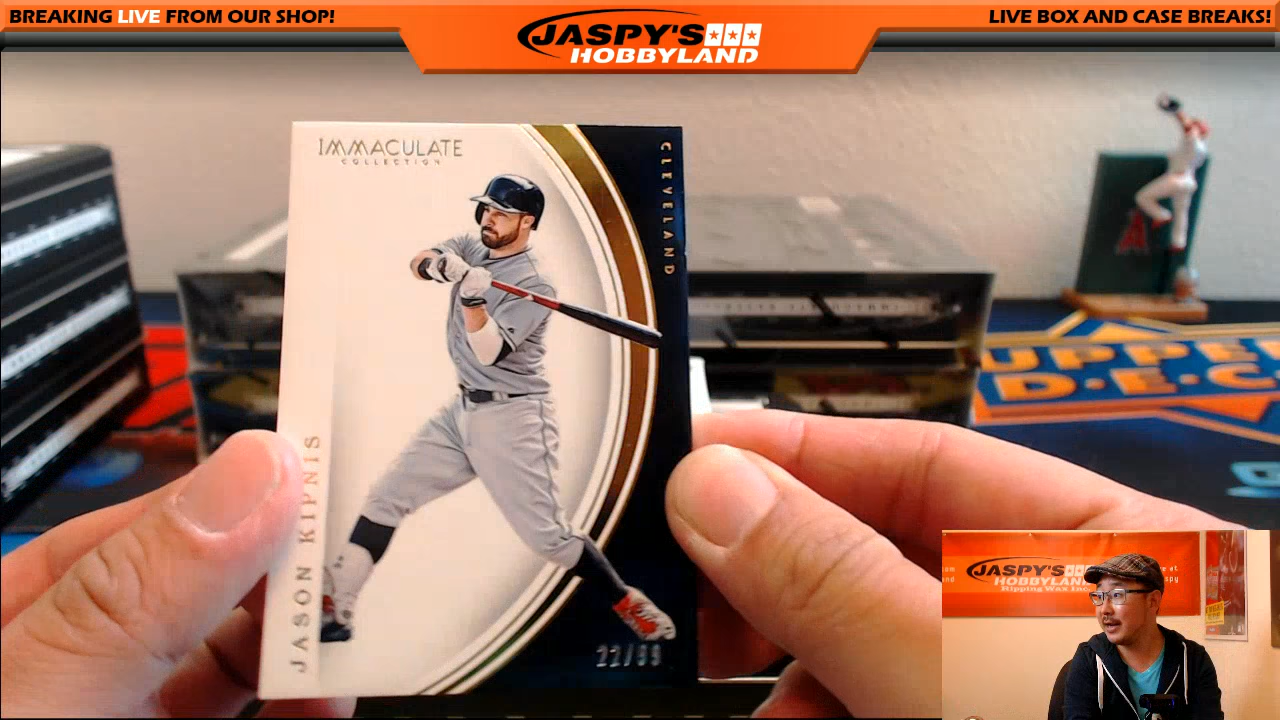 BREAKING LIVE FROM OUR SHOP!
JASPY'S
HOBBYLAND
LIVE BOX AND CASE BREAKS!
IMMACULATE
COLLECTION
CLEVELAND
JASON KIPNIS
22/99
UPPER
D·E·C
A
JASPY'S
HOBBYLAND
Ripping Wax Inc.